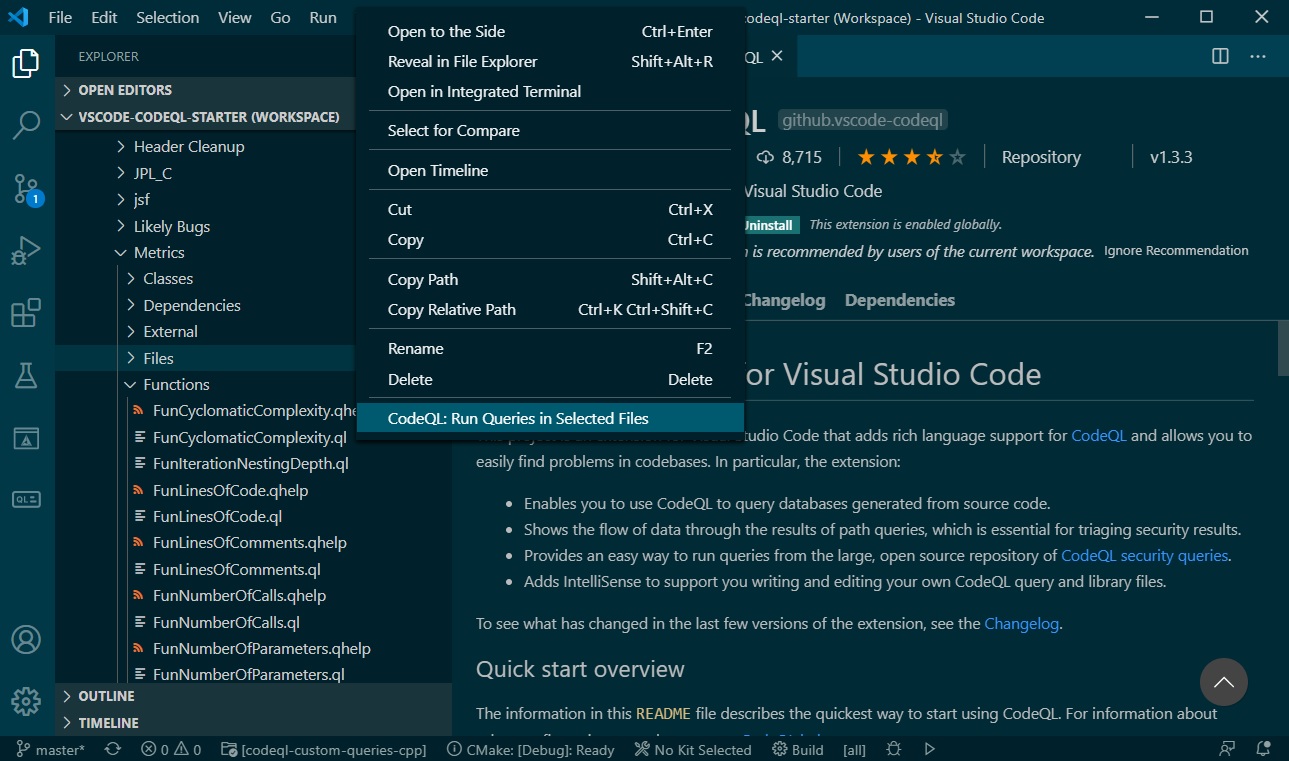 File Edit Selection View Go Run
codeql-starter (Workspace) - Visual Studio Code
EXPLORER
OPEN EDITORS
VSCODE-CODEQL-STARTER (WORKSPACE)
Header Cleanup
JPL_C
jsf
Likely Bugs
Metrics
Classes
Dependencies
External
Files
Functions
FunCyclomaticComplexity.qhe
FunCyclomaticComplexity.ql
FunIterationNestingDepth.ql
FunLinesOfCode.qhelp
FunLinesOfCode.ql
FunLinesOfComments.qhelp
FunLinesOfComments.ql
FunNumberOfCalls.qhelp
FunNumberOfCalls.ql
FunNumberOfParameters.qhelp
FunNumberOfParameters.ql
OUTLINE
TIMELINE
1
QL
Open to the Side Ctrl+Enter
Reveal in File Explorer Shift+Alt+R
Open in Integrated Terminal
Select for Compare
Open Timeline
Cut Ctrl+X
Copy Ctrl+C
Copy Path Shift+Alt+C
Copy Relative Path Ctrl+K Ctrl+Shift+C
Rename F2
Delete Delete
CodeQL: Run Queries in Selected Files
QL
QL github.vscode-codeql
8,715 Repository v1.3.3
Visual Studio Code
Uninstall This extension is enabled globally.
is recommended by users of the current workspace. Ignore Recommendation
Changelog Dependencies
or Visual Studio Code
Studio Code that adds rich language support for CodeQL and allows you to
easily find problems in codebases. In particular, the extension:
• Enables you to use CodeQL to query databases generated from source code.
• Shows the flow of data through the results of path queries, which is essential for triaging security results.
• Provides an easy way to run queries from the large, open source repository of CodeQL security queries.
• Adds IntelliSense to support you writing and editing your own CodeQL query and library files.
To see what has changed in the last few versions of the extension, see the Changelog.
Quick start overview
The information in this README file describes the quickest way to start using CodeQL. For information about
master* 0 0 [codeql-custom-queries-cpp] CMake: [Debug]: Ready No Kit Selected Build [all]